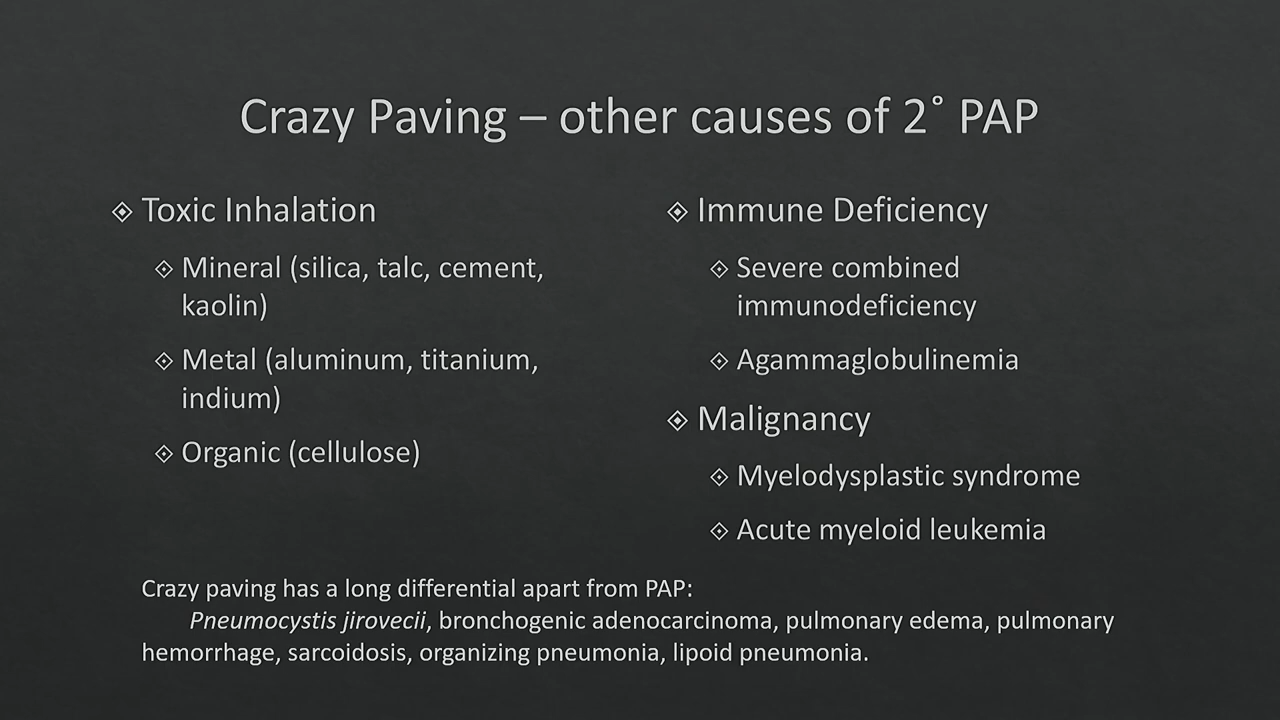 Crazy Paving – other causes of 2˚ PAP
Toxic Inhalation
Mineral (silica, talc, cement,
kaolin)
Metal (aluminum, titanium,
indium)
Organic (cellulose)
Immune Deficiency
Severe combined
immunodeficiency
Agammaglobulinemia
Malignancy
Myelodysplastic syndrome
Acute myeloid leukemia
Crazy paving has a long differential apart from PAP:
Pneumocystis jirovecii, bronchogenic adenocarcinoma, pulmonary edema, pulmonary
hemorrhage, sarcoidosis, organizing pneumonia, lipoid pneumonia.